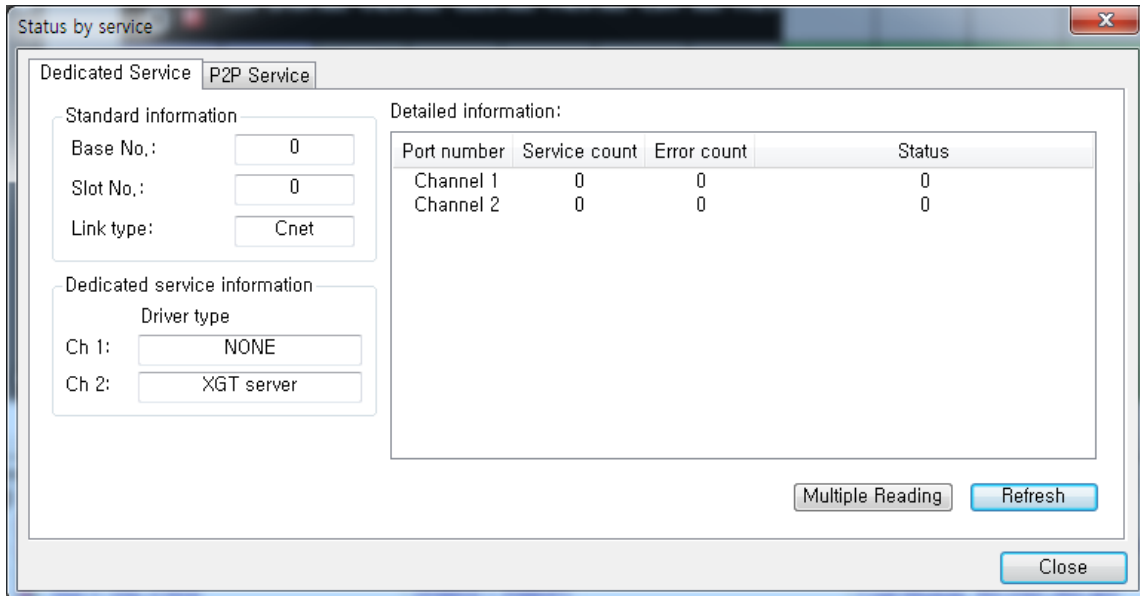 Status by service
Dedicated Service P2P Service
Standard information
Base No.: 0
Slot No.: 0
Link type: Cnet
Dedicated service information
Driver type
Ch 1: NONE
Ch 2: XGT server
Detailed information:
Port number Service count Error count Status
Channel 1 0 0 0
Channel 2 0 0 0
Multiple Reading Refresh
Close